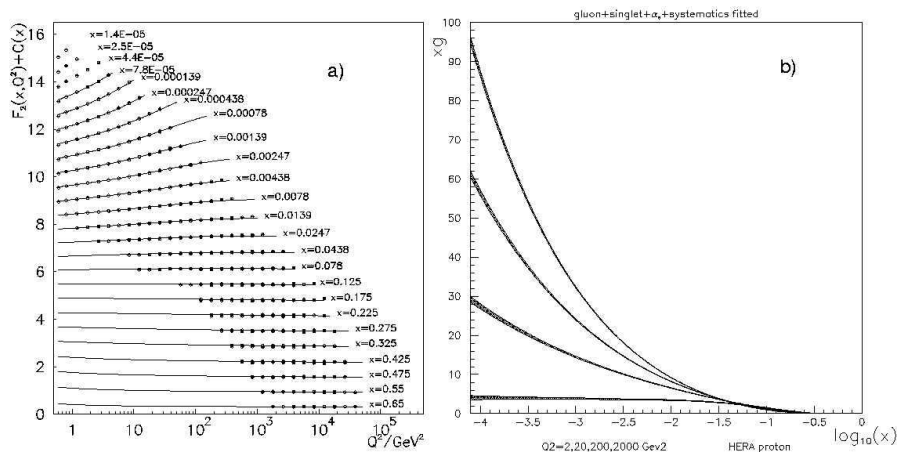 gluon+singlet+αs+systematics fitted
F₂(x,Q²)+C(x)
16
14
12
10
8
6
4
2
0
x=1.4E-05
x=2.5E-05
x=4.4E-05
x=7.8E-05
x=0.000139
x=0.000247
x=0.000438
x=0.00078
x=0.00139
x=0.00247
x=0.00438
x=0.0078
x=0.0139
x=0.0247
x=0.0438
x=0.078
x=0.125
x=0.175
x=0.225
x=0.275
x=0.325
x=0.425
x=0.475
x=0.55
x=0.65
a)
1 10 10² 10³ 10⁴ 10⁵
Q²/GeV²
xg
100
90
80
70
60
50
40
30
20
10
0
b)
-4 -3.5 -3 -2.5 -2 -1.5 -1 -0.5 0
log₁₀(x)
Q2=2,20,200,2000 Gev2 HERA proton